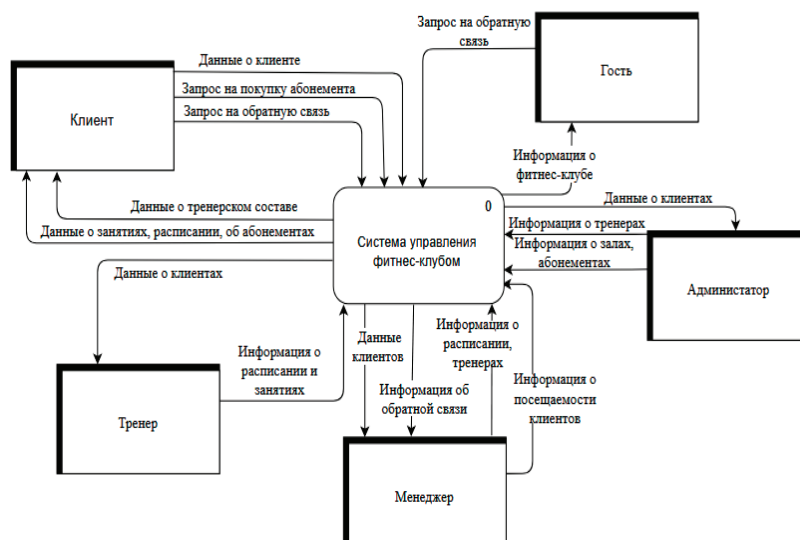 Запрос на обратную
связь
Гость
Данные о клиенте
Запрос на покупку абонемента
Запрос на обратную связь
Клиент
Информация о
фитнес-клубе
Данные о тренерском составе
Данные о занятиях, расписании, об абонементах
0
Система управления
фитнес-клубом
Данные о клиентах
Информация о тренерах
Информация о залах,
абонементах
Администатор
Данные о клиентах
Информация о
расписании и
занятиях
Тренер
Данные
клиентов
Информация об
обратной связи
Информация о
расписании,
тренерах
Информация о
посещаемости
клиентов
Менеджер